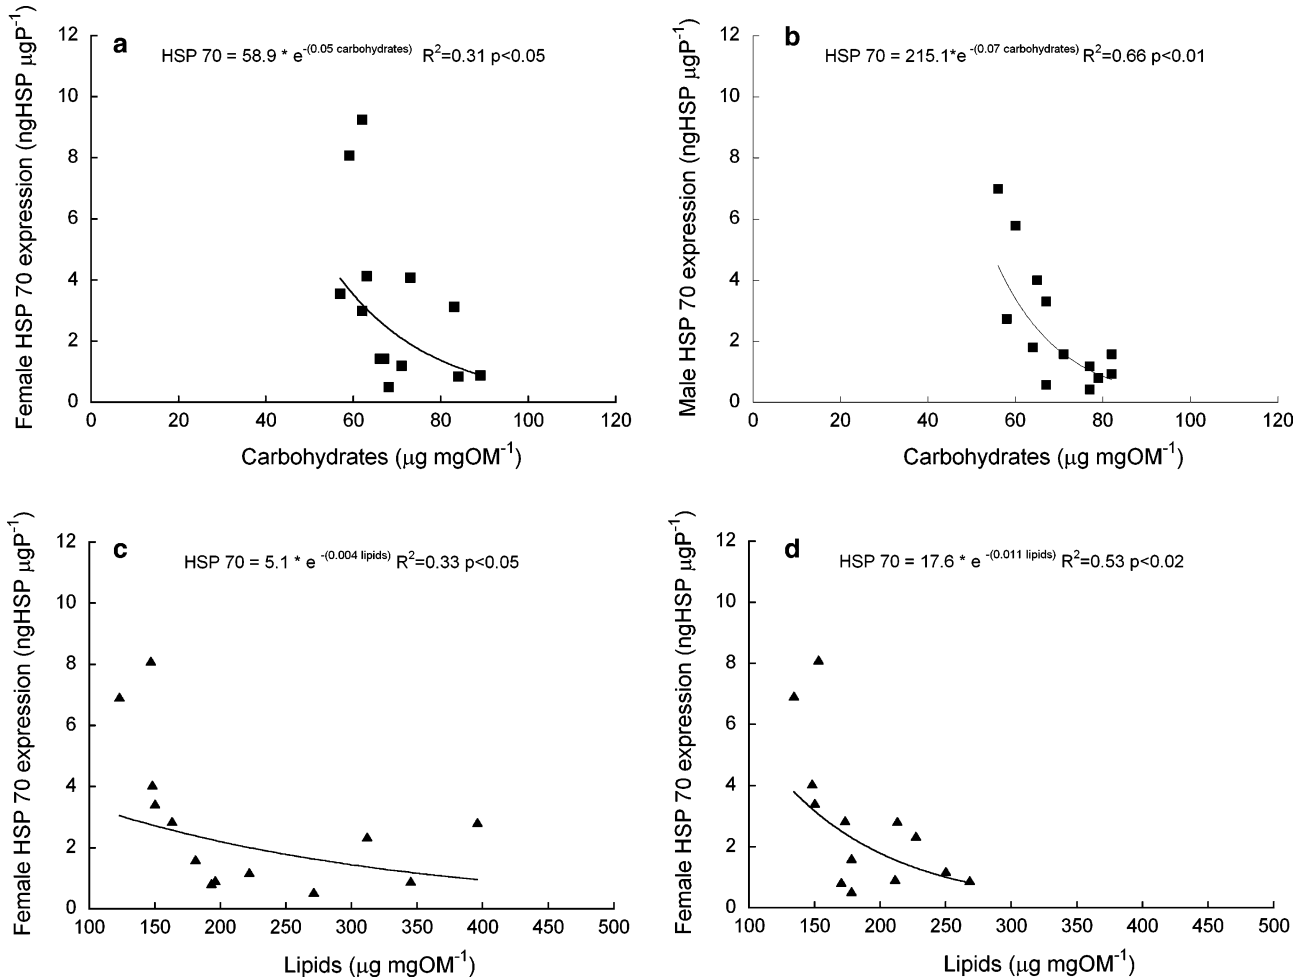 a
HSP 70 = 58.9 * e-(0.05 carbohydrates) R2=0.31 p<0.05
Female HSP 70 expression (ngHSP μgP-1)
12
10
8
6
4
2
0
0 20 40 60 80 100 120
Carbohydrates (μg mgOM-1)
b
HSP 70 = 215.1*e-(0.07 carbohydrates) R2=0.66 p<0.01
Male HSP 70 expression (ngHSP μgP-1)
12
10
8
6
4
2
0
0 20 40 60 80 100 120
Carbohydrates (μg mgOM-1)
c
HSP 70 = 5.1 * e -(0.004 lipids) R2=0.33 p<0.05
Female HSP 70 expression (ngHSP μgP-1)
12
10
8
6
4
2
0
100 150 200 250 300 350 400 450 500
Lipids (μg mgOM-1)
d
HSP 70 = 17.6 * e -(0.011 lipids) R2=0.53 p<0.02
Female HSP 70 expression (ngHSP μgP-1)
12
10
8
6
4
2
0
100 150 200 250 300 350 400 450 500
Lipids (μg mgOM-1)